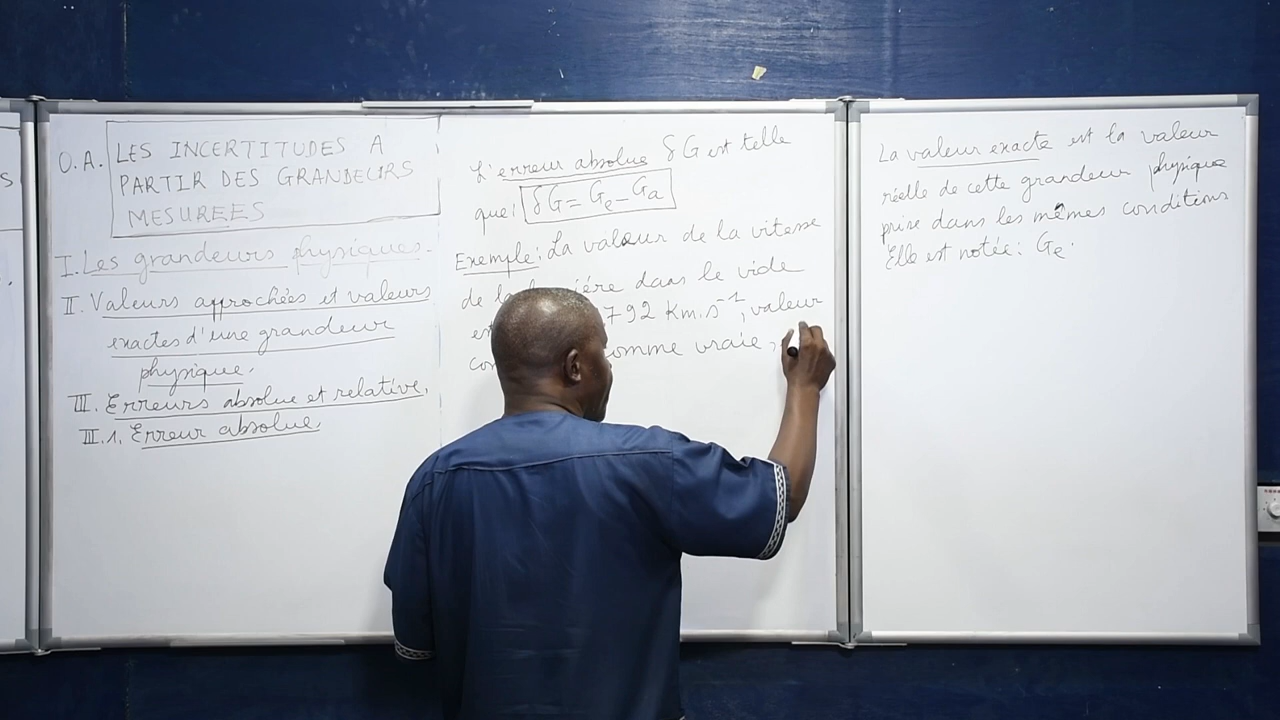 S
O.A. LES INCERTITUDES A
PARTIR DES GRANDEURS
MESUREES
I. Les grandeurs physiques.
II. Valeurs approchées et valeurs
exactes d'une grandeur
physique.
III. Erreurs absolue et relative.
III.1. Erreur absolue.
L'erreur absolue δG est telle
que: δG = Ge - Ga
Exemple: La valeur de la vitesse
de la dans le vide
792 Km.s⁻¹, valeur
comme vraie,
La valeur exacte est la valeur
réelle de cette grandeur physique
prise dans les mêmes conditions
Elle est notée: Ge.